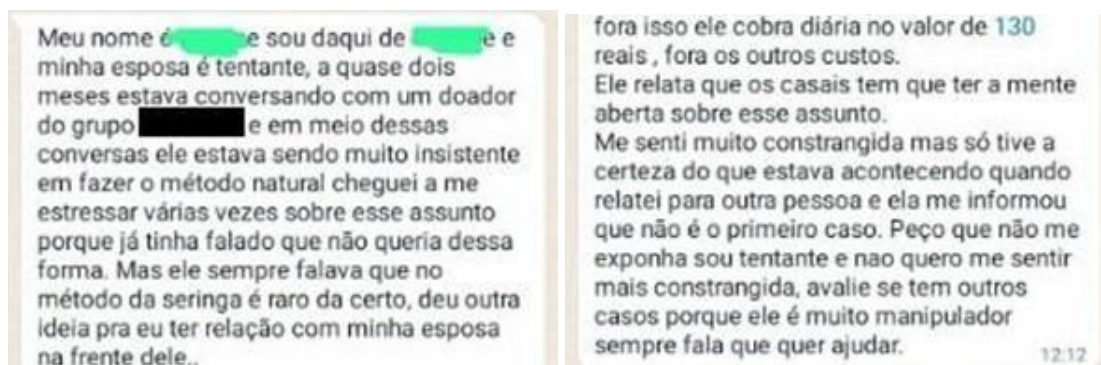 Meu nome é e sou daqui de e e
minha esposa é tentante, a quase dois
meses estava conversando com um doador
do grupo e em meio dessas
conversas ele estava sendo muito insistente
em fazer o método natural cheguei a me
estressar várias vezes sobre esse assunto
porque já tinha falado que não queria dessa
forma. Mas ele sempre falava que no
método da seringa é raro da certo, deu outra
ideia pra eu ter relação com minha esposa
na frente dele..
fora isso ele cobra diária no valor de 130
reais , fora os outros custos.
Ele relata que os casais tem que ter a mente
aberta sobre esse assunto.
Me senti muito constrangida mas só tive a
certeza do que estava acontecendo quando
relatei para outra pessoa e ela me informou
que não é o primeiro caso. Peço que não me
exponha sou tentante e nao quero me sentir
mais constrangida, avalie se tem outros
casos porque ele é muito manipulador
sempre fala que quer ajudar.
12:12